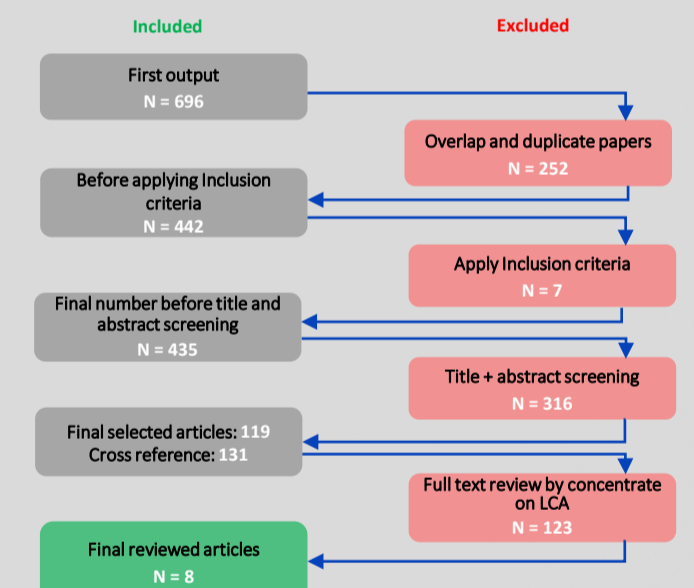 Included
Excluded
First output
N = 696
Overlap and duplicate papers
N = 252
Before applying Inclusion
criteria
N = 442
Apply Inclusion criteria
N = 7
Final number before title and
abstract screening
N = 435
Title + abstract screening
N = 316
Final selected articles: 119
Cross reference: 131
Full text review by concentrate
on LCA
N = 123
Final reviewed articles
N = 8